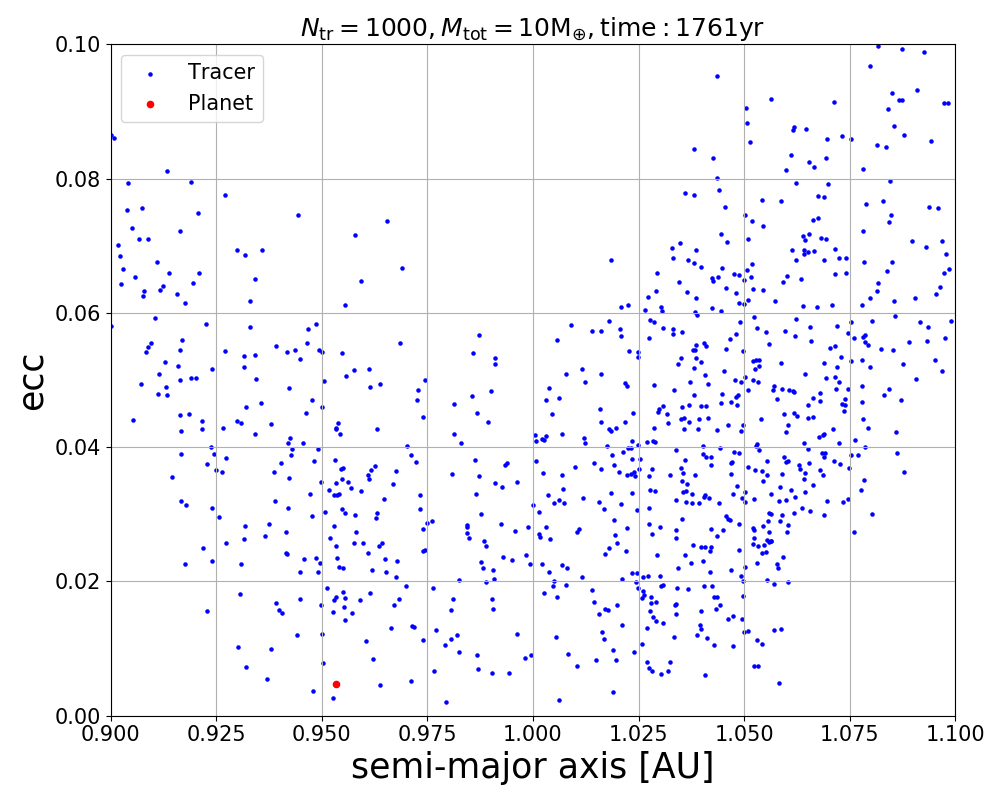 N_tr = 1000, M_tot = 10M_⊕, time : 1761yr
Tracer
Planet
ecc
0.10
0.08
0.06
0.04
0.02
0.00
0.900 0.925 0.950 0.975 1.000 1.025 1.050 1.075 1.100
semi-major axis [AU]